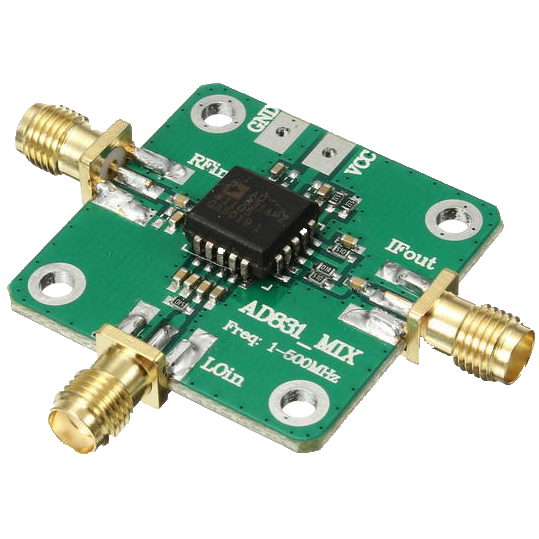 GND
VCC
RFin
IFout
AD831_MIX
Freq: 1-500MHz
LOin